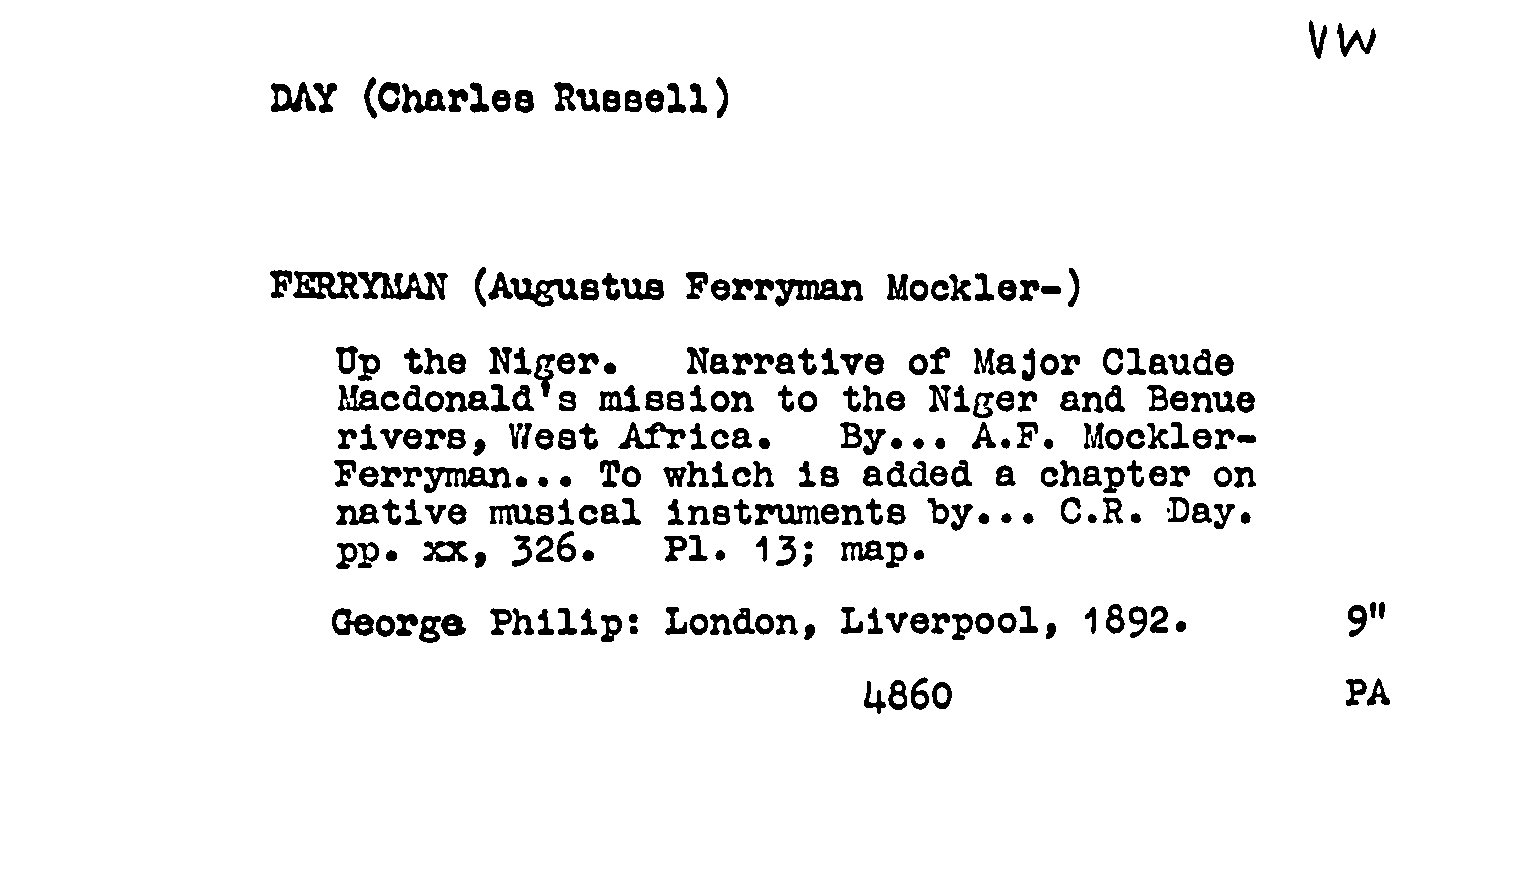 VW
DAY (Charles Russell)
FERRYMAN (Augustus Ferryman Mockler-)
Up the Niger. Narrative of Major Claude
Macdonald's mission to the Niger and Benue
rivers, West Africa. By... A.F. Mockler-
Ferryman... To which is added a chapter on
native musical instruments by... C.R. Day.
pp. xx, 326. Pl. 13; map.
George Philip: London, Liverpool, 1892. 9"
4860 PA